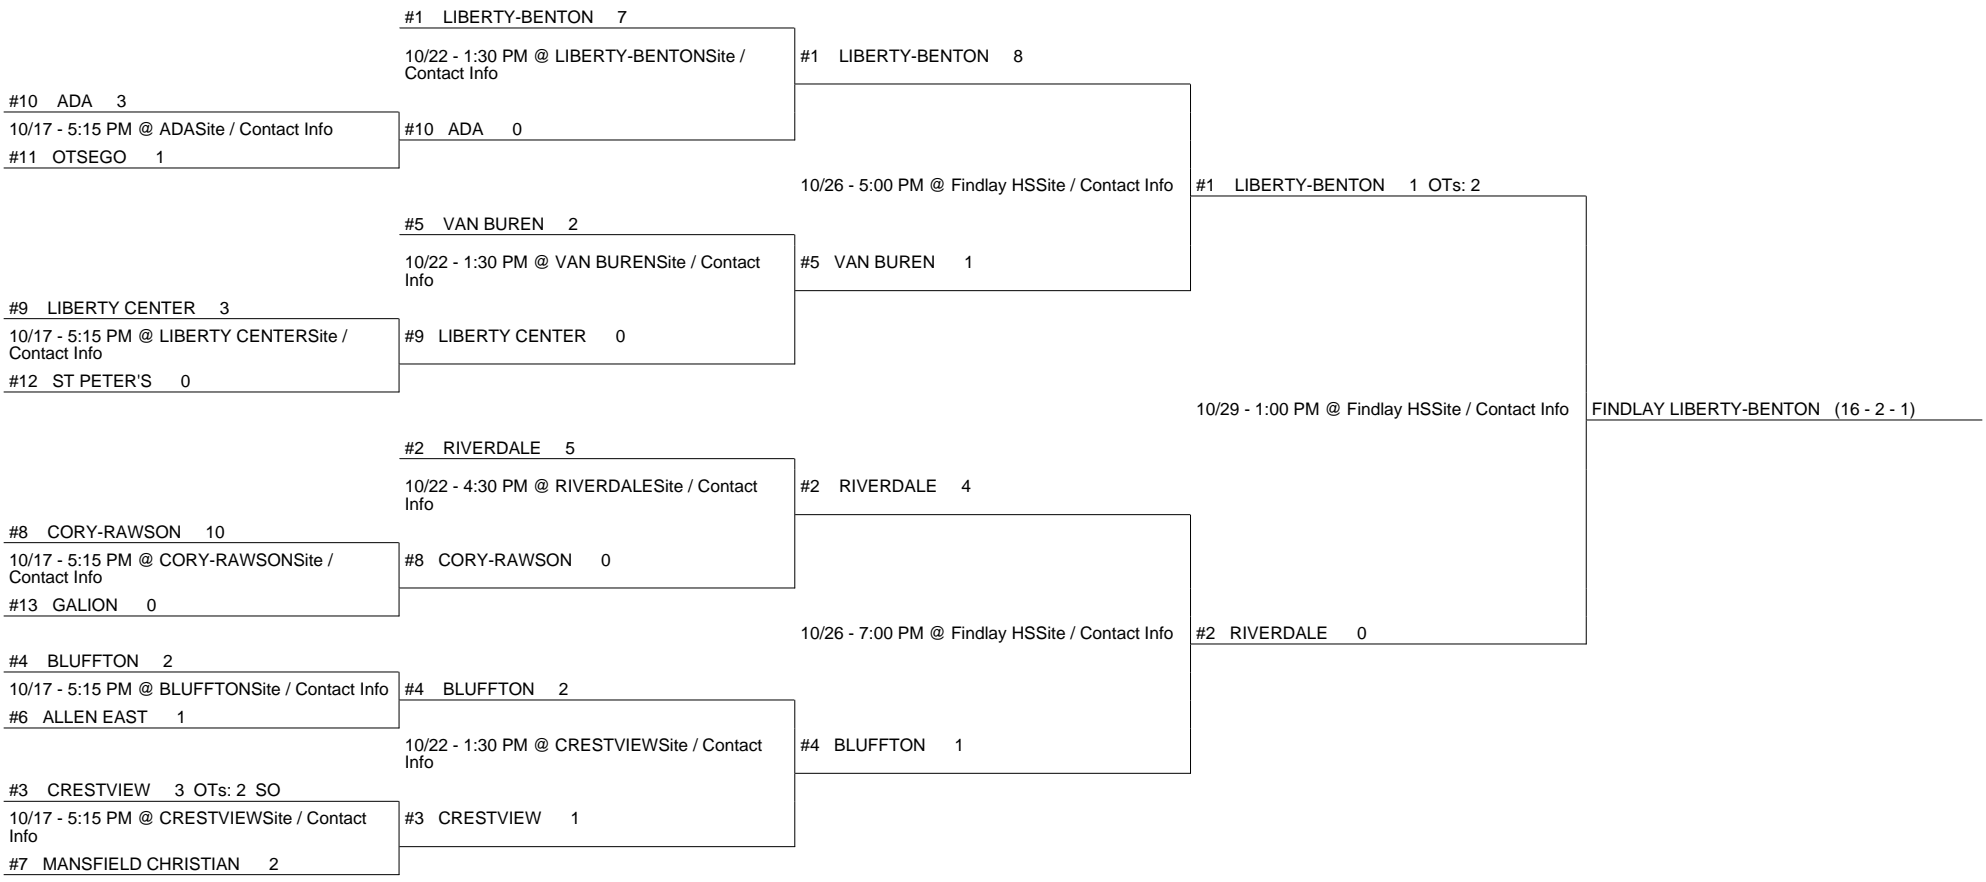 #1 LIBERTY-BENTON 7
10/22 - 1:30 PM @ LIBERTY-BENTONSite /
Contact Info
#1 LIBERTY-BENTON 8
#10 ADA 3
10/17 - 5:15 PM @ ADASite / Contact Info
#10 ADA 0
#11 OTSEGO 1
10/26 - 5:00 PM @ Findlay HSSite / Contact Info
#1 LIBERTY-BENTON 1 OTs: 2
#5 VAN BUREN 2
10/22 - 1:30 PM @ VAN BURENSite / Contact
Info
#5 VAN BUREN 1
#9 LIBERTY CENTER 3
10/17 - 5:15 PM @ LIBERTY CENTERSite /
Contact Info
#9 LIBERTY CENTER 0
#12 ST PETER'S 0
10/29 - 1:00 PM @ Findlay HSSite / Contact Info
FINDLAY LIBERTY-BENTON (16 - 2 - 1)
#2 RIVERDALE 5
10/22 - 4:30 PM @ RIVERDALESite / Contact
Info
#2 RIVERDALE 4
#8 CORY-RAWSON 10
10/17 - 5:15 PM @ CORY-RAWSONSite /
Contact Info
#8 CORY-RAWSON 0
#13 GALION 0
10/26 - 7:00 PM @ Findlay HSSite / Contact Info
#2 RIVERDALE 0
#4 BLUFFTON 2
10/17 - 5:15 PM @ BLUFFTONSite / Contact Info
#4 BLUFFTON 2
#6 ALLEN EAST 1
10/22 - 1:30 PM @ CRESTVIEWSite / Contact
Info
#4 BLUFFTON 1
#3 CRESTVIEW 3 OTs: 2 SO
10/17 - 5:15 PM @ CRESTVIEWSite / Contact
Info
#3 CRESTVIEW 1
#7 MANSFIELD CHRISTIAN 2